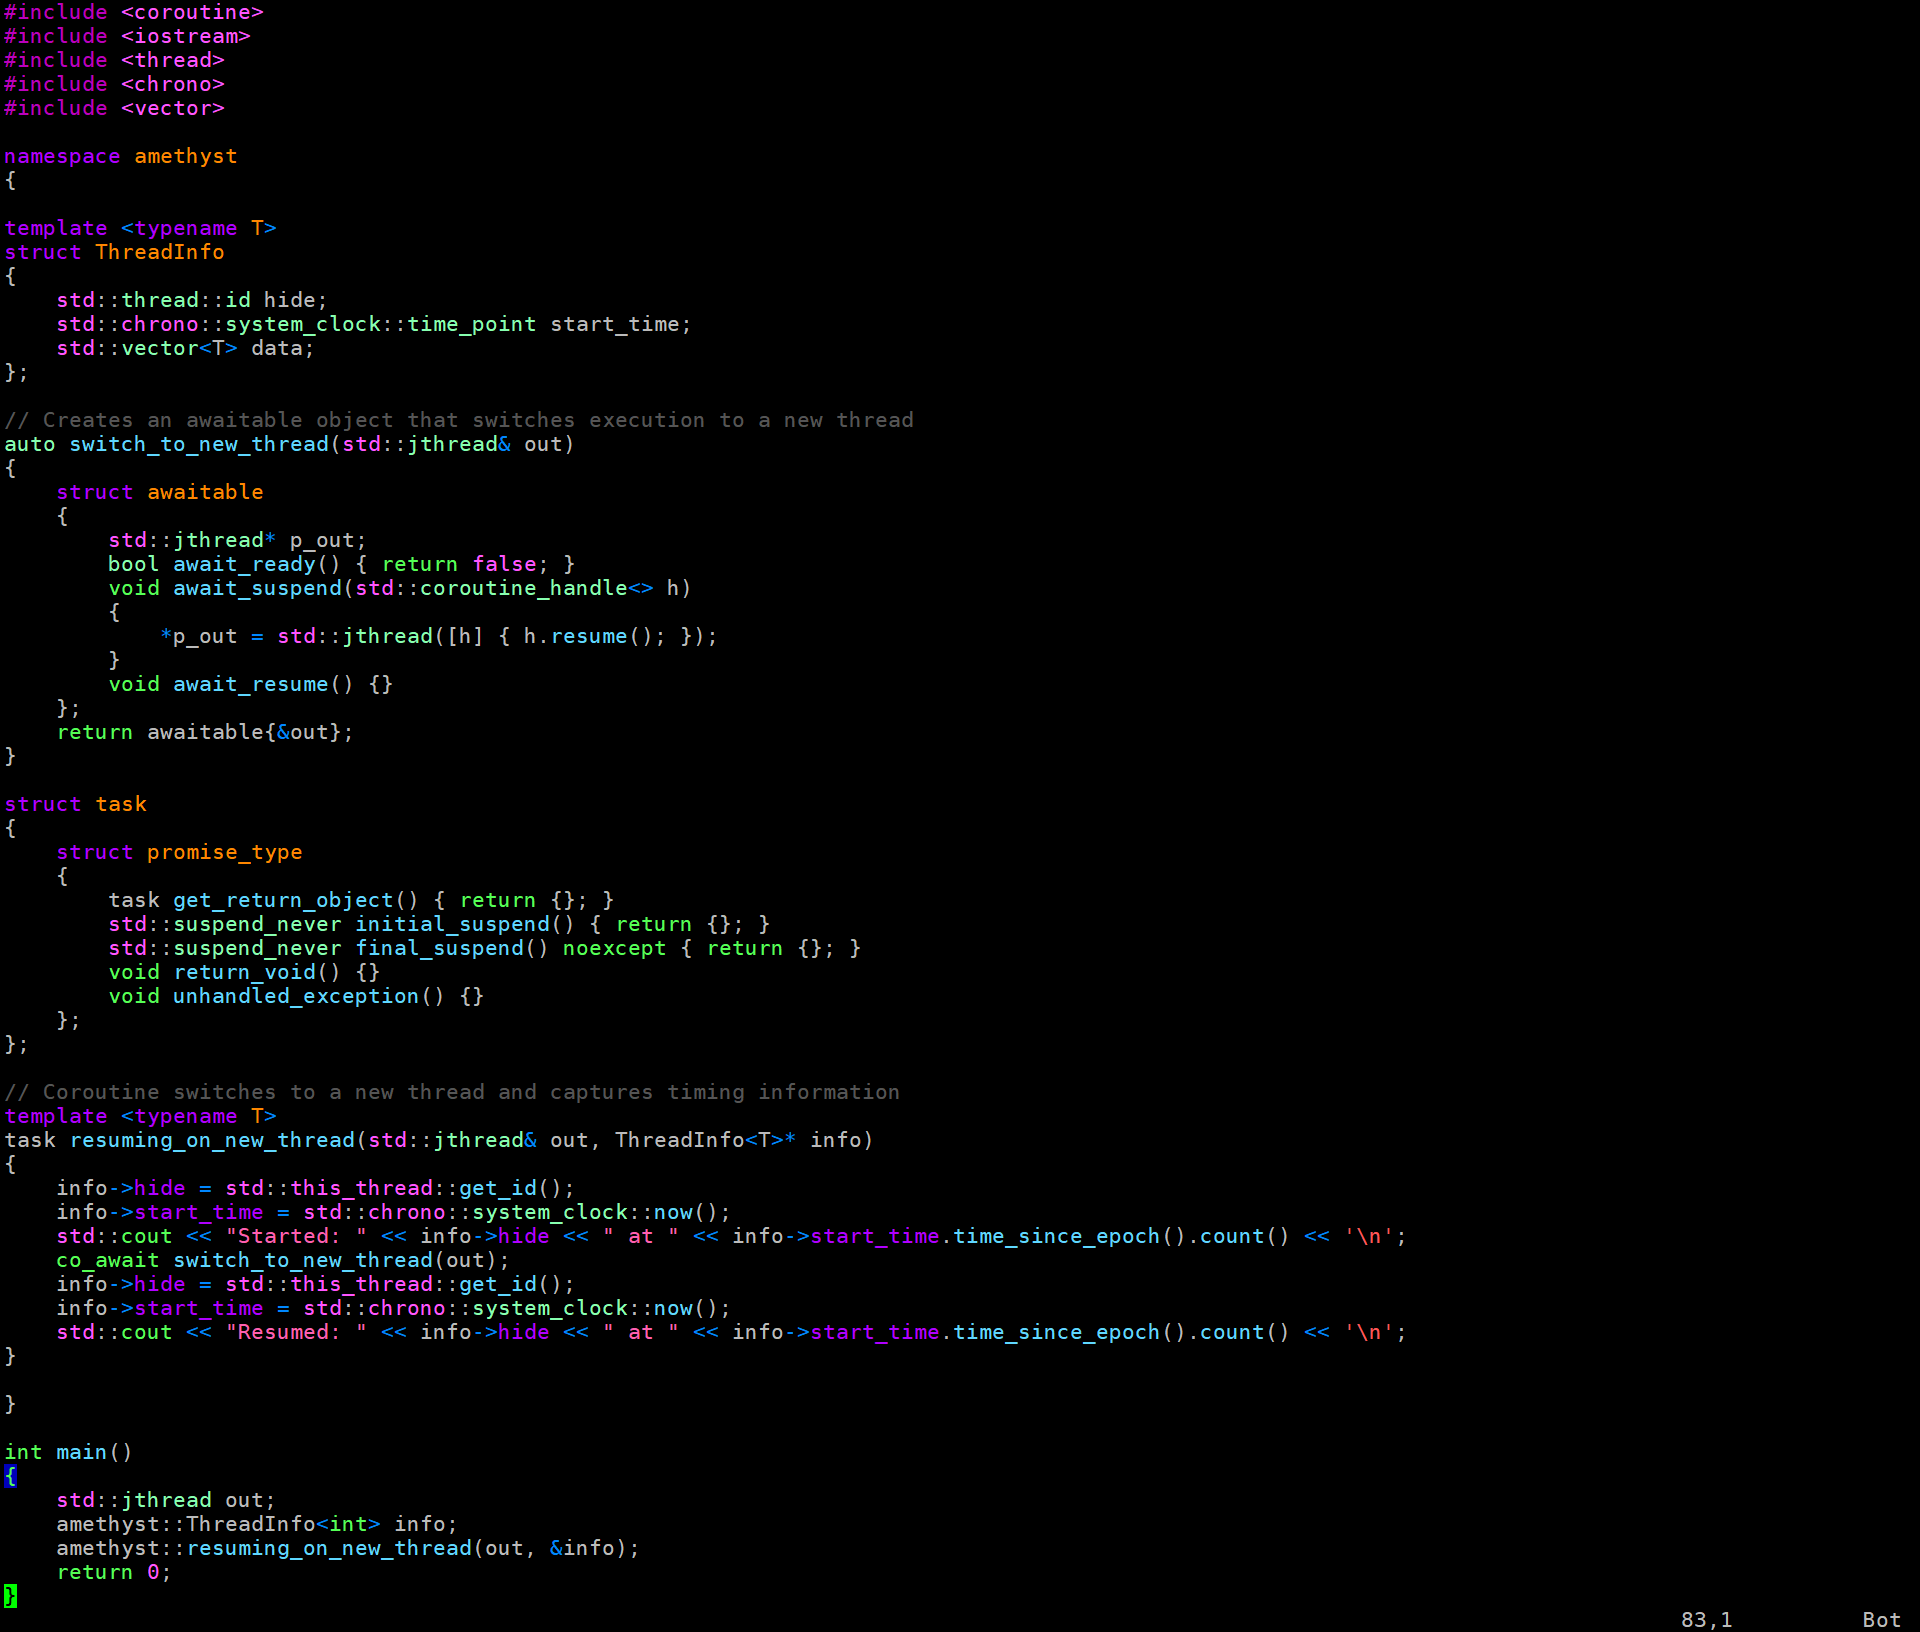 #include <coroutine>
#include <iostream>
#include <thread>
#include <chrono>
#include <vector>

namespace amethyst
{

template <typename T>
struct ThreadInfo
{
    std::thread::id hide;
    std::chrono::system_clock::time_point start_time;
    std::vector<T> data;
};

// Creates an awaitable object that switches execution to a new thread
auto switch_to_new_thread(std::jthread& out)
{
    struct awaitable
    {
        std::jthread* p_out;
        bool await_ready() { return false; }
        void await_suspend(std::coroutine_handle<> h)
        {
            *p_out = std::jthread([h] { h.resume(); });
        }
        void await_resume() {}
    };
    return awaitable{&out};
}

struct task
{
    struct promise_type
    {
        task get_return_object() { return {}; }
        std::suspend_never initial_suspend() { return {}; }
        std::suspend_never final_suspend() noexcept { return {}; }
        void return_void() {}
        void unhandled_exception() {}
    };
};

// Coroutine switches to a new thread and captures timing information
template <typename T>
task resuming_on_new_thread(std::jthread& out, ThreadInfo<T>* info)
{
    info->hide = std::this_thread::get_id();
    info->start_time = std::chrono::system_clock::now();
    std::cout << "Started: " << info->hide << " at " << info->start_time.time_since_epoch().count() << '\n';
    co_await switch_to_new_thread(out);
    info->hide = std::this_thread::get_id();
    info->start_time = std::chrono::system_clock::now();
    std::cout << "Resumed: " << info->hide << " at " << info->start_time.time_since_epoch().count() << '\n';
}

}

int main()
{
    std::jthread out;
    amethyst::ThreadInfo<int> info;
    amethyst::resuming_on_new_thread(out, &info);
    return 0;
}
83,1 Bot